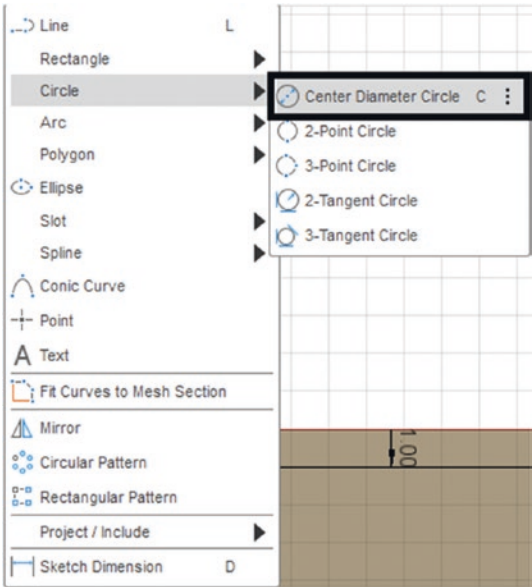 Line L
Rectangle
Circle
Arc
Polygon
Ellipse
Slot
Spline
Conic Curve
Point
Text
Fit Curves to Mesh Section
Mirror
Circular Pattern
Rectangular Pattern
Project / Include
Sketch Dimension D
Center Diameter Circle C
2-Point Circle
3-Point Circle
2-Tangent Circle
3-Tangent Circle
1.00